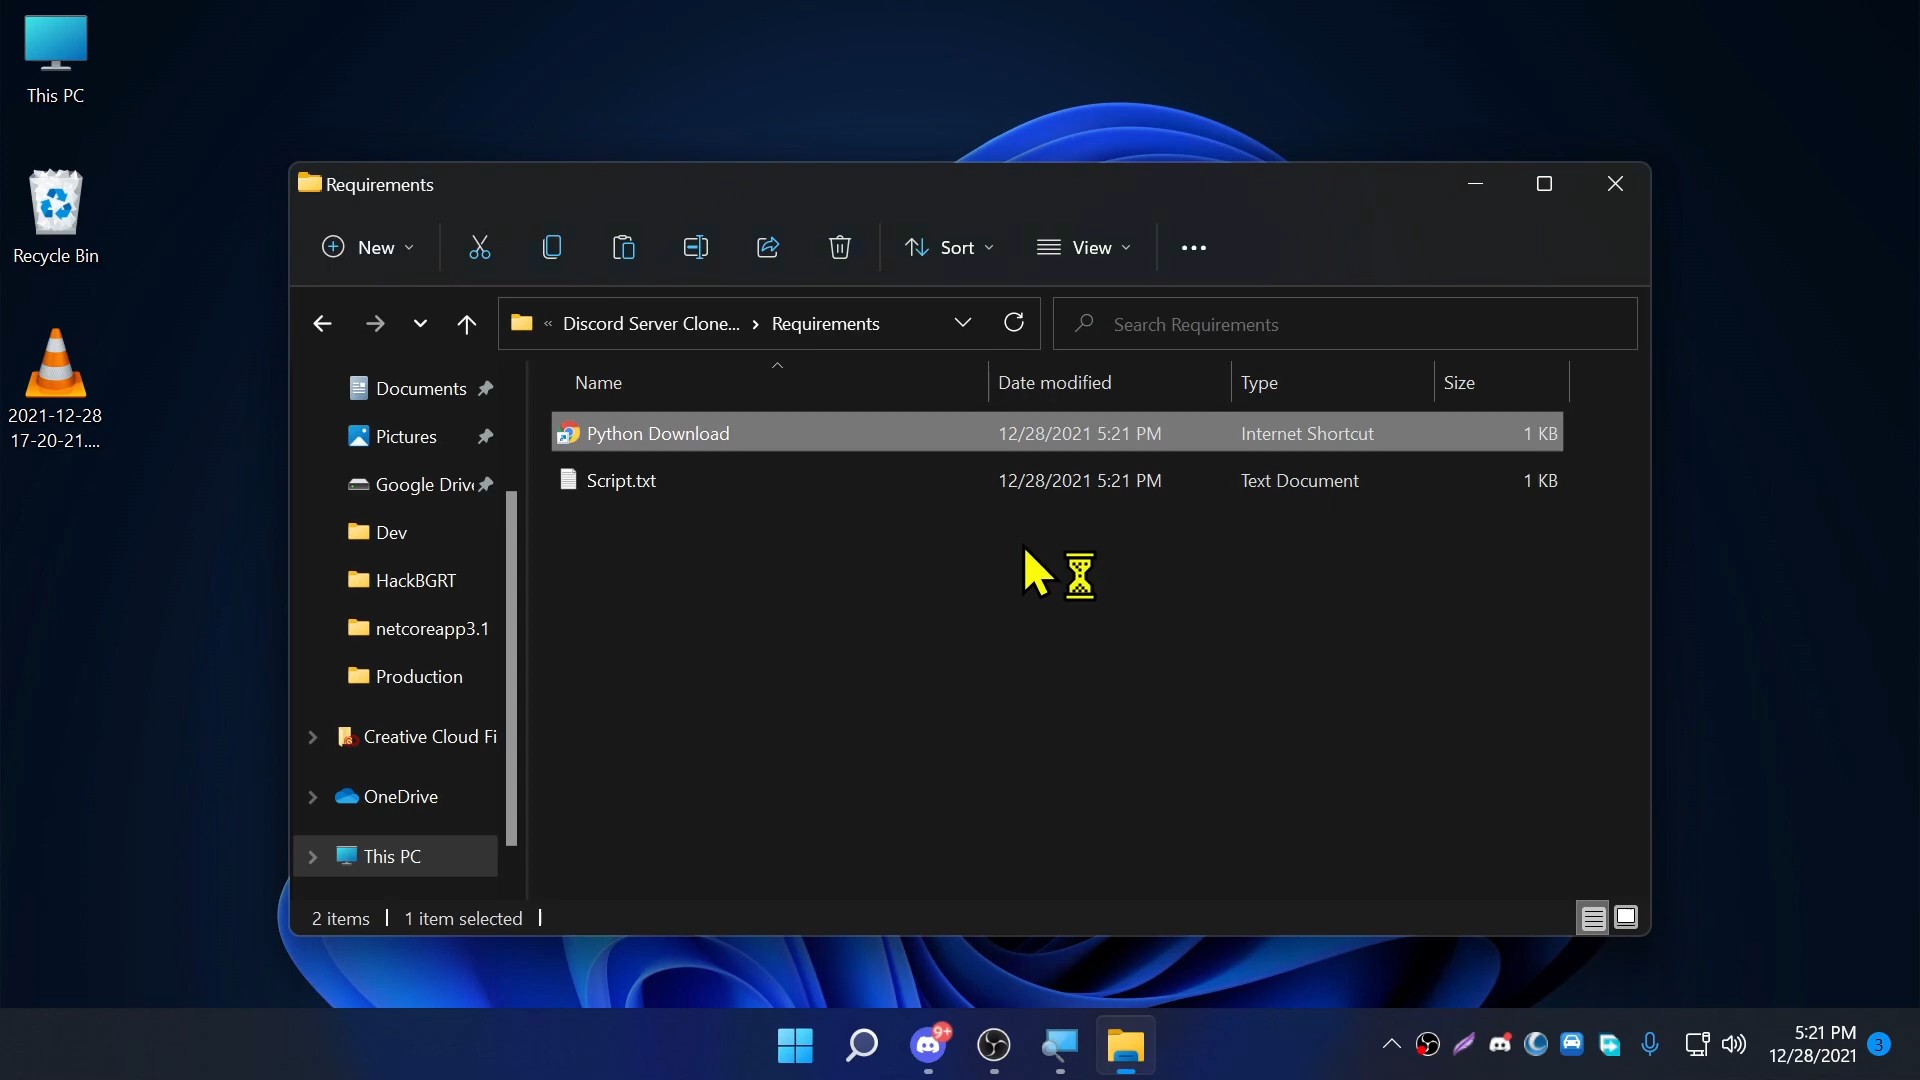 This PC
Recycle Bin
2021-12-28
17-20-21....
Requirements
New
Sort
View
« Discord Server Clone... › Requirements
Search Requirements
Name
Date modified
Type
Size
Python Download 12/28/2021 5:21 PM Internet Shortcut 1 KB
Script.txt 12/28/2021 5:21 PM Text Document 1 KB
Documents
Pictures
Google Drive
Dev
HackBGRT
netcoreapp3.1
Production
Creative Cloud Fi
OneDrive
This PC
2 items
1 item selected
9+
5:21 PM
12/28/2021
3